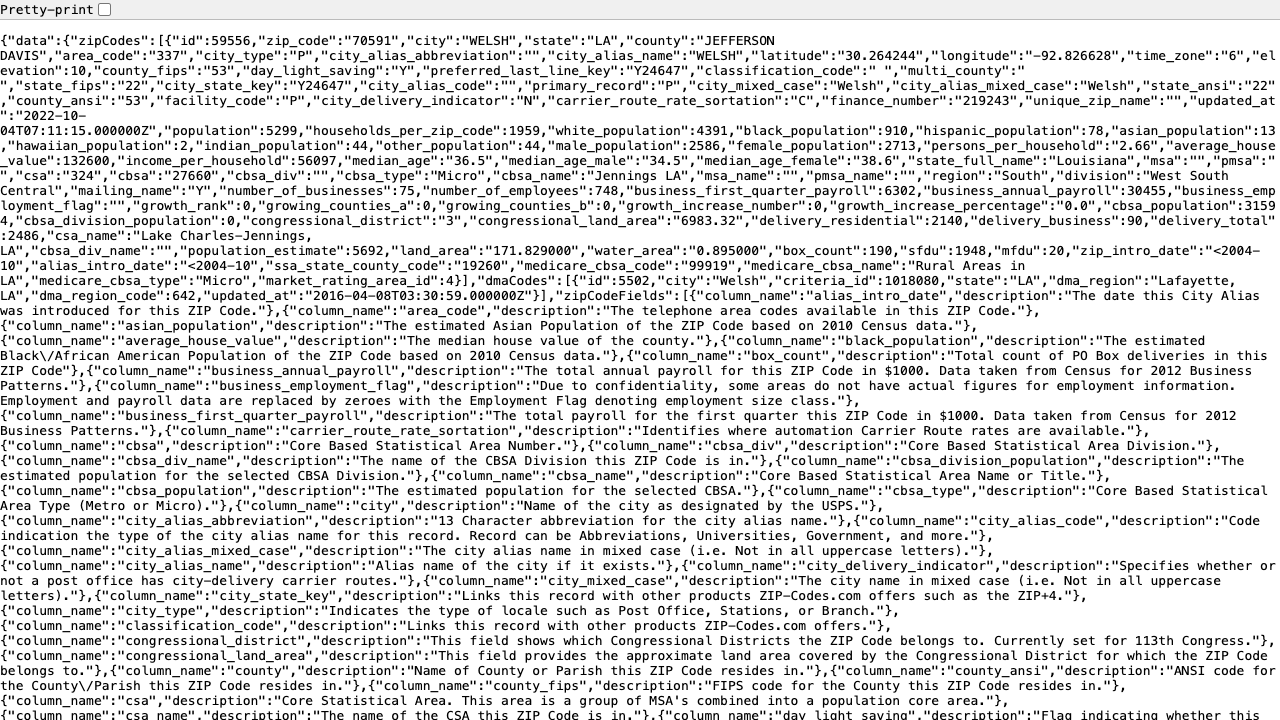 Pretty-print
{"data":{"zipCodes":[{"id":59556,"zip_code":"70591","city":"WELSH","state":"LA","county":"JEFFERSON
DAVIS","area_code":"337","city_type":"P","city_alias_abbreviation":"","city_alias_name":"WELSH","latitude":"30.264244","longitude":"-92.826628","time_zone":"6","el
evation":10,"county_fips":"53","day_light_saving":"Y","preferred_last_line_key":"Y24647","classification_code":" ","multi_county":"
","state_fips":"22","city_state_key":"Y24647","city_alias_code":"","primary_record":"P","city_mixed_case":"Welsh","city_alias_mixed_case":"Welsh","state_ansi":"22"
,"county_ansi":"53","facility_code":"P","city_delivery_indicator":"N","carrier_route_rate_sortation":"C","finance_number":"219243","unique_zip_name":"","updated_at
":"2022-10-
04T07:11:15.000000Z","population":5299,"households_per_zip_code":1959,"white_population":4391,"black_population":910,"hispanic_population":78,"asian_population":13
,"hawaiian_population":2,"indian_population":44,"other_population":44,"male_population":2586,"female_population":2713,"persons_per_household":"2.66","average_house
_value":132600,"income_per_household":56097,"median_age":"36.5","median_age_male":"34.5","median_age_female":"38.6","state_full_name":"Louisiana","msa":"","pmsa":"
","csa":"324","cbsa":"27660","cbsa_div":"","cbsa_type":"Micro","cbsa_name":"Jennings LA","msa_name":"","pmsa_name":"","region":"South","division":"West South
Central","mailing_name":"Y","number_of_businesses":75,"number_of_employees":748,"business_first_quarter_payroll":6302,"business_annual_payroll":30455,"business_emp
loyment_flag":"","growth_rank":0,"growing_counties_a":0,"growing_counties_b":0,"growth_increase_number":0,"growth_increase_percentage":"0.0","cbsa_population":3159
4,"cbsa_division_population":0,"congressional_district":"3","congressional_land_area":"6983.32","delivery_residential":2140,"delivery_business":90,"delivery_total"
:2486,"csa_name":"Lake Charles-Jennings,
LA","cbsa_div_name":"","population_estimate":5692,"land_area":"171.829000","water_area":"0.895000","box_count":190,"sfdu":1948,"mfdu":20,"zip_intro_date":"<2004-
10","alias_intro_date":"<2004-10","ssa_state_county_code":"19260","medicare_cbsa_code":"99919","medicare_cbsa_name":"Rural Areas in
LA","medicare_cbsa_type":"Micro","market_rating_area_id":4}],"dmaCodes":[{"id":5502,"city":"Welsh","criteria_id":1018080,"state":"LA","dma_region":"Lafayette,
LA","dma_region_code":642,"updated_at":"2016-04-08T03:30:59.000000Z"}],"zipCodeFields":[{"column_name":"alias_intro_date","description":"The date this City Alias
was introduced for this ZIP Code."},{"column_name":"area_code","description":"The telephone area codes available in this ZIP Code."},
{"column_name":"asian_population","description":"The estimated Asian Population of the ZIP Code based on 2010 Census data."},
{"column_name":"average_house_value","description":"The median house value of the county."},{"column_name":"black_population","description":"The estimated
Black\/African American Population of the ZIP Code based on 2010 Census data."},{"column_name":"box_count","description":"Total count of PO Box deliveries in this
ZIP Code"},{"column_name":"business_annual_payroll","description":"The total annual payroll for this ZIP Code in $1000. Data taken from Census for 2012 Business
Patterns."},{"column_name":"business_employment_flag","description":"Due to confidentiality, some areas do not have actual figures for employment information.
Employment and payroll data are replaced by zeroes with the Employment Flag denoting employment size class."},
{"column_name":"business_first_quarter_payroll","description":"The total payroll for the first quarter this ZIP Code in $1000. Data taken from Census for 2012
Business Patterns."},{"column_name":"carrier_route_rate_sortation","description":"Identifies where automation Carrier Route rates are available."},
{"column_name":"cbsa","description":"Core Based Statistical Area Number."},{"column_name":"cbsa_div","description":"Core Based Statistical Area Division."},
{"column_name":"cbsa_div_name","description":"The name of the CBSA Division this ZIP Code is in."},{"column_name":"cbsa_division_population","description":"The
estimated population for the selected CBSA Division."},{"column_name":"cbsa_name","description":"Core Based Statistical Area Name or Title."},
{"column_name":"cbsa_population","description":"The estimated population for the selected CBSA."},{"column_name":"cbsa_type","description":"Core Based Statistical
Area Type (Metro or Micro)."},{"column_name":"city","description":"Name of the city as designated by the USPS."},
{"column_name":"city_alias_abbreviation","description":"13 Character abbreviation for the city alias name."},{"column_name":"city_alias_code","description":"Code
indication the type of the city alias name for this record. Record can be Abbreviations, Universities, Government, and more."},
{"column_name":"city_alias_mixed_case","description":"The city alias name in mixed case (i.e. Not in all uppercase letters)."},
{"column_name":"city_alias_name","description":"Alias name of the city if it exists."},{"column_name":"city_delivery_indicator","description":"Specifies whether or
not a post office has city-delivery carrier routes."},{"column_name":"city_mixed_case","description":"The city name in mixed case (i.e. Not in all uppercase
letters)."},{"column_name":"city_state_key","description":"Links this record with other products ZIP-Codes.com offers such as the ZIP+4."},
{"column_name":"city_type","description":"Indicates the type of locale such as Post Office, Stations, or Branch."},
{"column_name":"classification_code","description":"Links this record with other products ZIP-Codes.com offers."},
{"column_name":"congressional_district","description":"This field shows which Congressional Districts the ZIP Code belongs to. Currently set for 113th Congress."},
{"column_name":"congressional_land_area","description":"This field provides the approximate land area covered by the Congressional District for which the ZIP Code
belongs to."},{"column_name":"county","description":"Name of County or Parish this ZIP Code resides in."},{"column_name":"county_ansi","description":"ANSI code for
the County\/Parish this ZIP Code resides in."},{"column_name":"county_fips","description":"FIPS code for the County this ZIP Code resides in."},
{"column_name":"csa","description":"Core Statistical Area. This area is a group of MSA's combined into a population core area."},
{"column_name":"csa_name","description":"The name of the CSA this ZIP Code is in."},{"column_name":"day_light_saving","description":"Flag indicating whether this